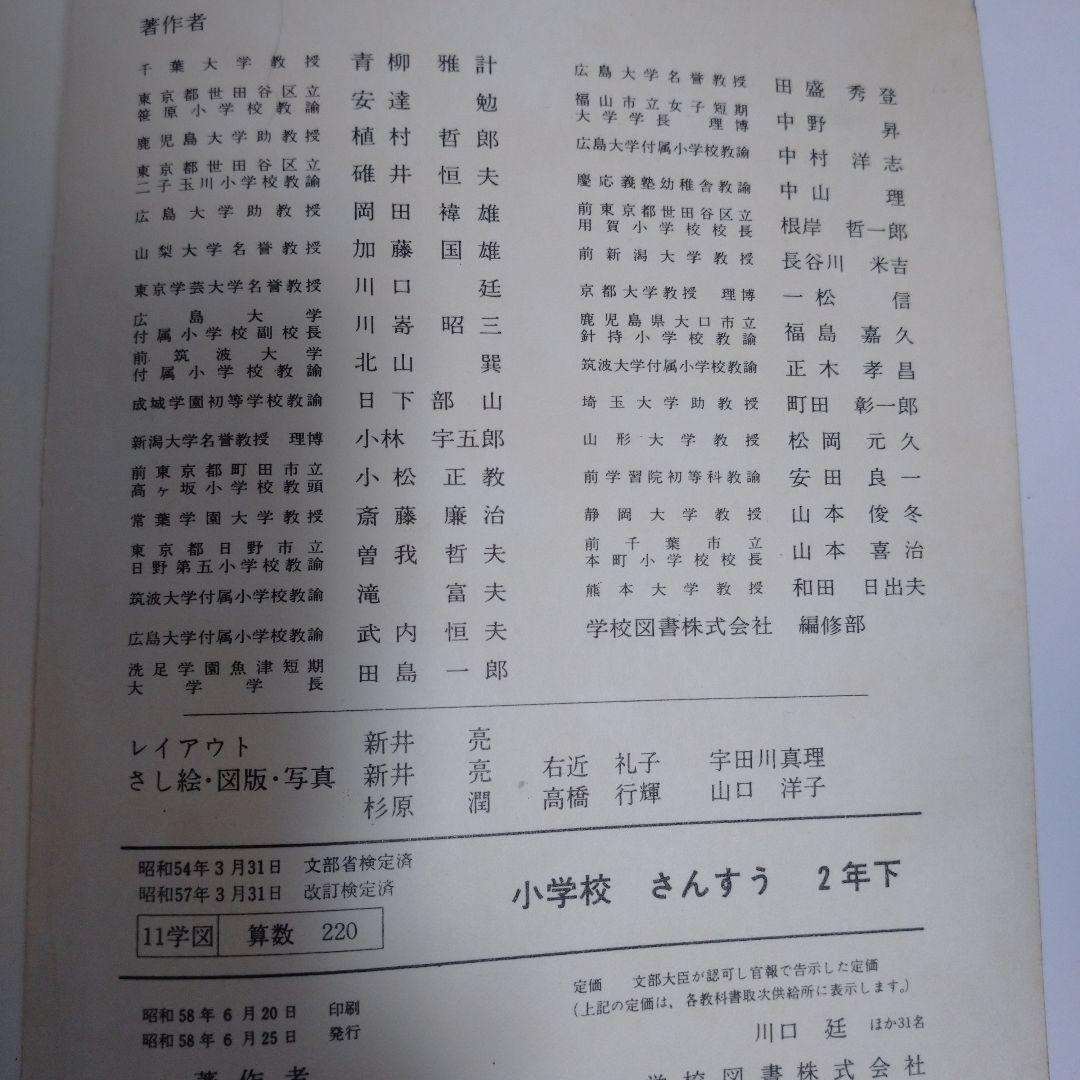 著作者
千葉大学教授 青柳雅計
東京都世田谷区立
笹原小学校教諭 安達勉
鹿児島大学助教授 植村哲郎
東京都世田谷区立
二子玉川小学校教諭 碓井恒夫
広島大学助教授 岡田褘雄
山梨大学名誉教授 加藤国雄
東京学芸大学名誉教授 川口廷
広島大学
付属小学校副校長 川嵜昭三
前筑波大学
付属小学校教諭 北山巽
成城学園初等学校教諭 日下部山
新潟大学名誉教授 理博 小林宇五郎
前東京都町田市立
高ヶ坂小学校教頭 小松正教
常葉学園大学教授 斎藤廉治
東京都日野市立
日野第五小学校教諭 曽我哲夫
筑波大学付属小学校教諭 滝富夫
広島大学付属小学校教諭 武内恒夫
洗足学園魚津短期
大学学長 田島一郎
広島大学名誉教授 田盛秀登
福山市立女子短期
大学学長 理博 中野昇
広島大学付属小学校教諭 中村洋志
慶応義塾幼稚舎教諭 中山理
前東京都世田谷区立
用賀小学校校長 根岸哲一郎
前新潟大学教授 長谷川米吉
京都大学教授 理博 一松信
鹿児島県大口市立
針持小学校教諭 福島嘉久
筑波大学付属小学校教諭 正木孝昌
埼玉大学助教授 町田彰一郎
山形大学教授 松岡元久
前学習院初等科教諭 安田良一
静岡大学教授 山本俊冬
前千葉市立
本町小学校校長 山本喜治
熊本大学教授 和田日出夫
学校図書株式会社 編修部
レイアウト 新井亮
さし絵・図版・写真 新井亮 右近礼子 宇田川真理
杉原潤 高橋行輝 山口洋子
昭和54年3月31日 文部省検定済
昭和57年3月31日 改訂検定済
11学図 算数 220
小学校 さんすう 2年下
昭和58年6月20日 印刷
昭和58年6月25日 発行
定価 文部大臣が認可し官報で告示した定価
(上記の定価は、各教科書取次供給所に表示します。)
川口廷 ほか31名
著作者
学校図書株式会社